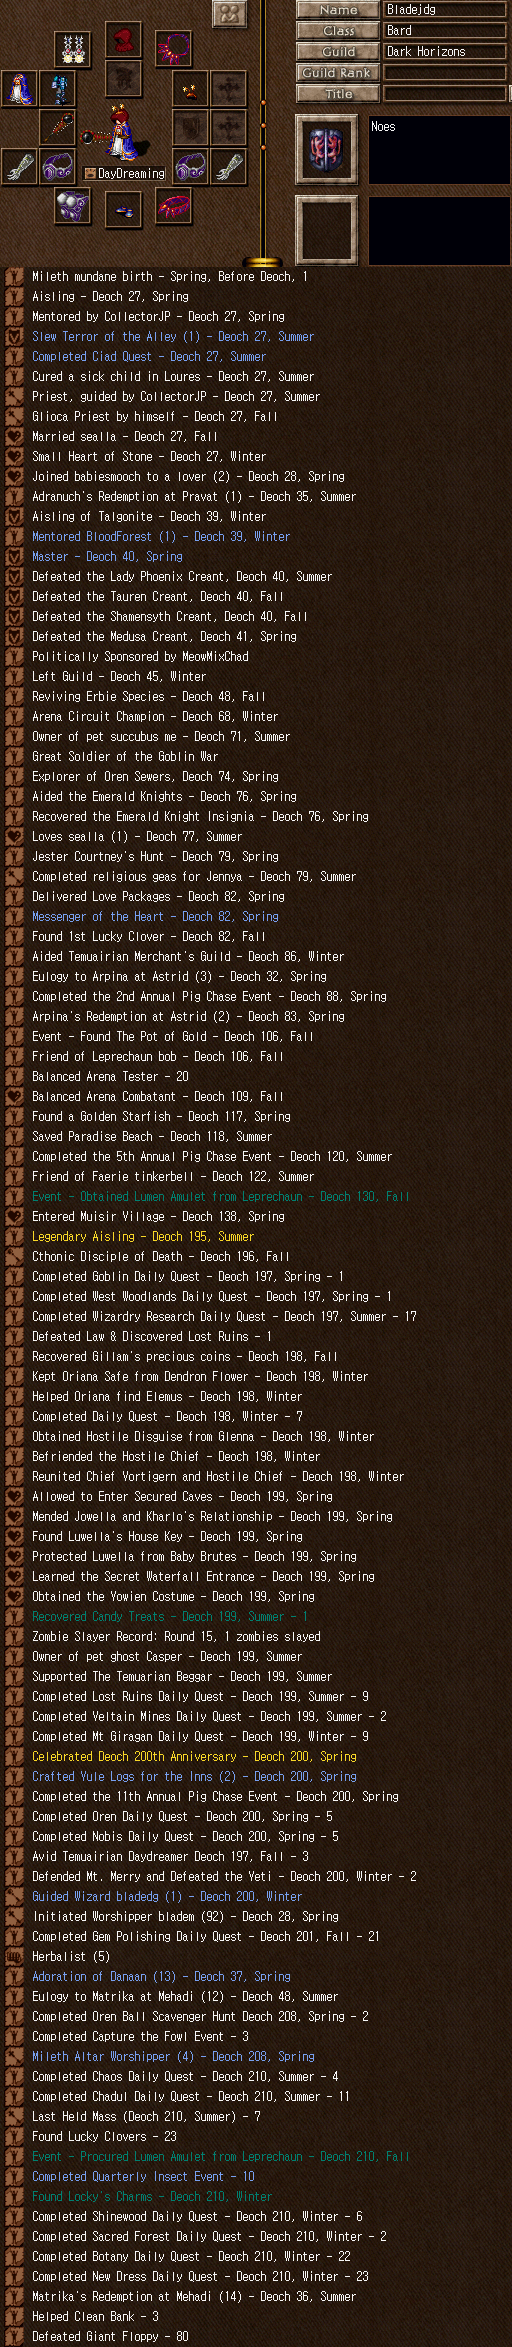 Name Bladejdg
Class Bard
Guild Dark Horizons
Guild Rank
Title
Noes
DayDreaming
Mileth mundane birth - Spring, Before Deoch, 1
Aisling - Deoch 27, Spring
Mentored by CollectorJP - Deoch 27, Spring
Slew Terror of the Alley (1) - Deoch 27, Summer
Completed Ciad Quest - Deoch 27, Summer
Cured a sick child in Loures - Deoch 27, Summer
Priest, guided by CollectorJP - Deoch 27, Summer
Glioca Priest by himself - Deoch 27, Fall
Married sealla - Deoch 27, Fall
Small Heart of Stone - Deoch 27, Winter
Joined babiesmooch to a lover (2) - Deoch 28, Spring
Adranuch's Redemption at Pravat (1) - Deoch 35, Summer
Aisling of Talgonite - Deoch 39, Winter
Mentored BloodForest (1) - Deoch 39, Winter
Master - Deoch 40, Spring
Defeated the Lady Phoenix Creant, Deoch 40, Summer
Defeated the Tauren Creant, Deoch 40, Fall
Defeated the Shamensyth Creant, Deoch 40, Fall
Defeated the Medusa Creant, Deoch 41, Spring
Politically Sponsored by MeowMixChad
Left Guild - Deoch 45, Winter
Reviving Erbie Species - Deoch 48, Fall
Arena Circuit Champion - Deoch 68, Winter
Owner of pet succubus me - Deoch 71, Summer
Great Soldier of the Goblin War
Explorer of Oren Sewers, Deoch 74, Spring
Aided the Emerald Knights - Deoch 76, Spring
Recovered the Emerald Knight Insignia - Deoch 76, Spring
Loves sealla (1) - Deoch 77, Summer
Jester Courtney's Hunt - Deoch 79, Spring
Completed religious geas for Jennya - Deoch 79, Summer
Delivered Love Packages - Deoch 82, Spring
Messenger of the Heart - Deoch 82, Spring
Found 1st Lucky Clover - Deoch 82, Fall
Aided Temuairian Merchant's Guild - Deoch 86, Winter
Eulogy to Arpina at Astrid (3) - Deoch 32, Spring
Completed the 2nd Annual Pig Chase Event - Deoch 88, Spring
Arpina's Redemption at Astrid (2) - Deoch 83, Spring
Event - Found The Pot of Gold - Deoch 106, Fall
Friend of Leprechaun bob - Deoch 106, Fall
Balanced Arena Tester - 20
Balanced Arena Combatant - Deoch 109, Fall
Found a Golden Starfish - Deoch 117, Spring
Saved Paradise Beach - Deoch 118, Summer
Completed the 5th Annual Pig Chase Event - Deoch 120, Summer
Friend of Faerie tinkerbell - Deoch 122, Summer
Event - Obtained Lumen Amulet from Leprechaun - Deoch 130, Fall
Entered Muisir Village - Deoch 138, Spring
Legendary Aisling - Deoch 195, Summer
Cthonic Disciple of Death - Deoch 196, Fall
Completed Goblin Daily Quest - Deoch 197, Spring - 1
Completed West Woodlands Daily Quest - Deoch 197, Spring - 1
Completed Wizardry Research Daily Quest - Deoch 197, Summer - 17
Defeated Law & Discovered Lost Ruins - 1
Recovered Gillam's precious coins - Deoch 198, Fall
Kept Oriana Safe from Dendron Flower - Deoch 198, Winter
Helped Oriana find Elemus - Deoch 198, Winter
Completed Daily Quest - Deoch 198, Winter - 7
Obtained Hostile Disguise from Glenna - Deoch 198, Winter
Befriended the Hostile Chief - Deoch 198, Winter
Reunited Chief Vortigern and Hostile Chief - Deoch 198, Winter
Allowed to Enter Secured Caves - Deoch 199, Spring
Mended Jowella and Kharlo's Relationship - Deoch 199, Spring
Found Luwella's House Key - Deoch 199, Spring
Protected Luwella from Baby Brutes - Deoch 199, Spring
Learned the Secret Waterfall Entrance - Deoch 199, Spring
Obtained the Yowien Costume - Deoch 199, Spring
Recovered Candy Treats - Deoch 199, Summer - 1
Zombie Slayer Record: Round 15, 1 zombies slayed
Owner of pet ghost Casper - Deoch 199, Summer
Supported The Temuarian Beggar - Deoch 199, Summer
Completed Lost Ruins Daily Quest - Deoch 199, Summer - 9
Completed Veltain Mines Daily Quest - Deoch 199, Summer - 2
Completed Mt Giragan Daily Quest - Deoch 199, Winter - 9
Celebrated Deoch 200th Anniversary - Deoch 200, Spring
Crafted Yule Logs for the Inns (2) - Deoch 200, Spring
Completed the 11th Annual Pig Chase Event - Deoch 200, Spring
Completed Oren Daily Quest - Deoch 200, Spring - 5
Completed Nobis Daily Quest - Deoch 200, Spring - 5
Avid Temuairian Daydreamer Deoch 197, Fall - 3
Defended Mt. Merry and Defeated the Yeti - Deoch 200, Winter - 2
Guided Wizard bladedg (1) - Deoch 200, Winter
Initiated Worshipper bladem (92) - Deoch 28, Spring
Completed Gem Polishing Daily Quest - Deoch 201, Fall - 21
Herbalist (5)
Adoration of Danaan (13) - Deoch 37, Spring
Eulogy to Matrika at Mehadi (12) - Deoch 48, Summer
Completed Oren Ball Scavenger Hunt Deoch 208, Spring - 2
Completed Capture the Fowl Event - 3
Mileth Altar Worshipper (4) - Deoch 208, Spring
Completed Chaos Daily Quest - Deoch 210, Summer - 4
Completed Chadul Daily Quest - Deoch 210, Summer - 11
Last Held Mass (Deoch 210, Summer) - 7
Found Lucky Clovers - 23
Event - Procured Lumen Amulet from Leprechaun - Deoch 210, Fall
Completed Quarterly Insect Event - 10
Found Locky's Charms - Deoch 210, Winter
Completed Shinewood Daily Quest - Deoch 210, Winter - 6
Completed Sacred Forest Daily Quest - Deoch 210, Winter - 2
Completed Botany Daily Quest - Deoch 210, Winter - 22
Completed New Dress Daily Quest - Deoch 210, Winter - 23
Matrika's Redemption at Mehadi (14) - Deoch 36, Summer
Helped Clean Bank - 3
Defeated Giant Floppy - 80